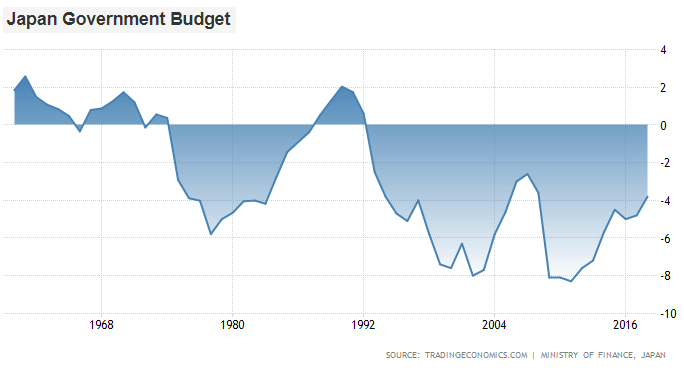 Japan Government Budget
4
2
0
-2
-4
-6
-8
-10
1968 1980 1992 2004 2016
SOURCE: TRADINGECONOMICS.COM | MINISTRY OF FINANCE, JAPAN